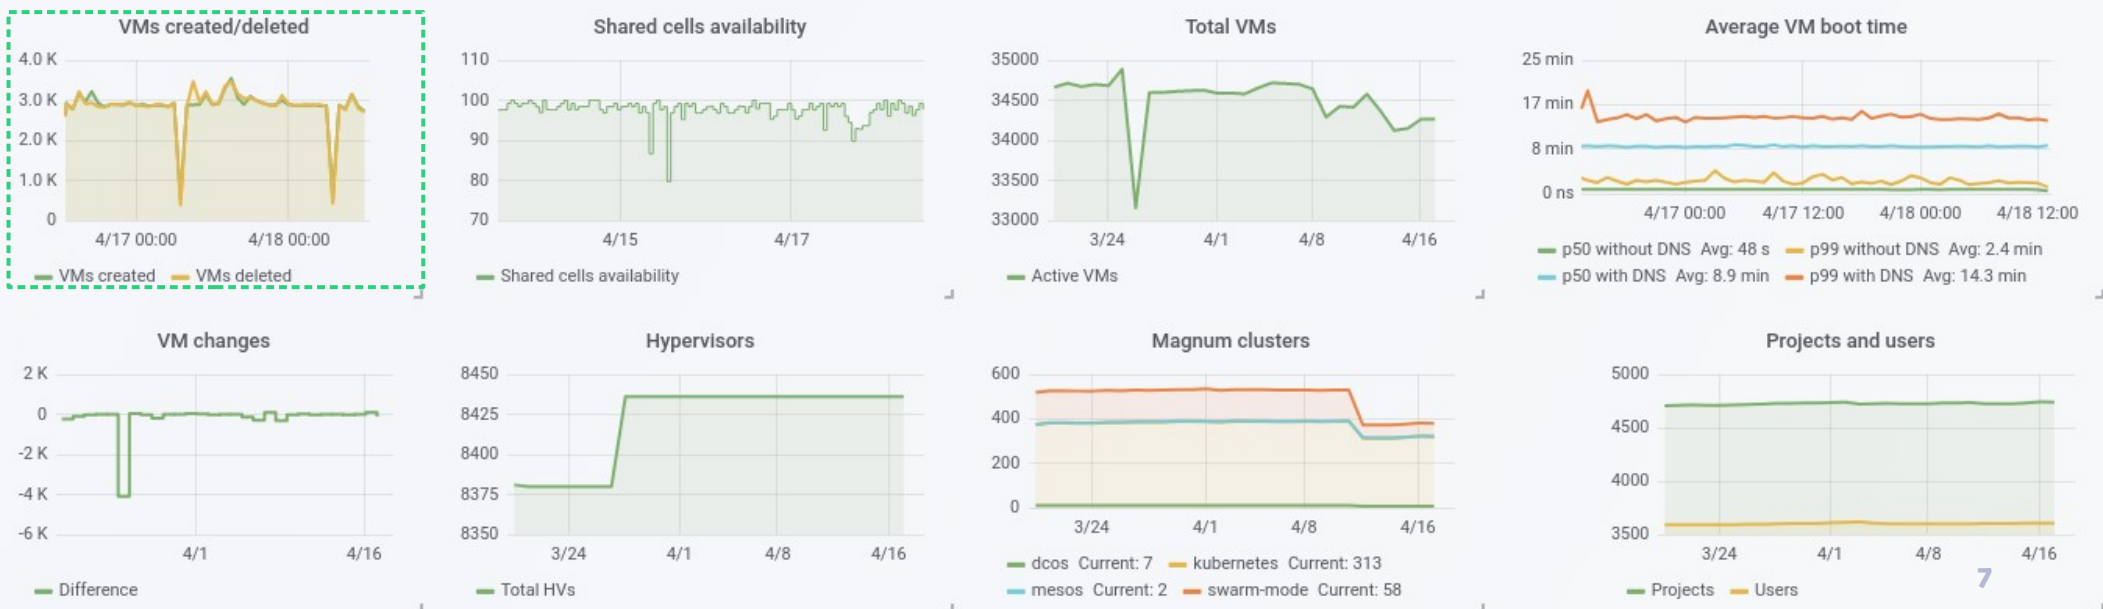 VMs created/deleted
4.0 K
3.0 K
2.0 K
1.0 K
0
4/17 00:00 4/18 00:00
VMs created VMs deleted
Shared cells availability
110
100
90
80
70
4/15 4/17
Shared cells availability
Total VMs
35000
34500
34000
33500
33000
3/24 4/1 4/8 4/16
Active VMs
Average VM boot time
25 min
17 min
8 min
0 ns
4/17 00:00 4/17 12:00 4/18 00:00 4/18 12:00
p50 without DNS Avg: 48 s p99 without DNS Avg: 2.4 min
p50 with DNS Avg: 8.9 min p99 with DNS Avg: 14.3 min
VM changes
2 K
0
-2 K
-4 K
-6 K
4/1 4/16
Difference
Hypervisors
8450
8425
8400
8375
8350
3/24 4/1 4/8 4/16
Total HVs
Magnum clusters
600
400
200
0
3/24 4/1 4/8 4/16
dcos Current: 7 kubernetes Current: 313
mesos Current: 2 swarm-mode Current: 58
Projects and users
5000
4500
4000
3500
3/24 4/1 4/8 4/16
Projects Users
7